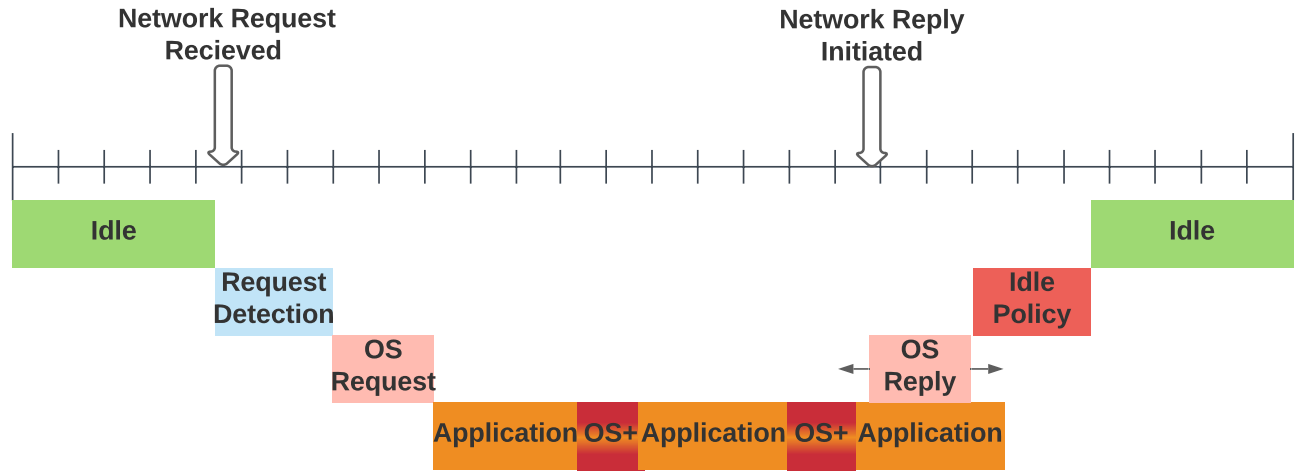 Network Request
Recieved
Network Reply
Initiated
Idle
Idle
Request
Detection
Idle
Policy
OS
Request
OS
Reply
Application OS+ Application OS+ Application